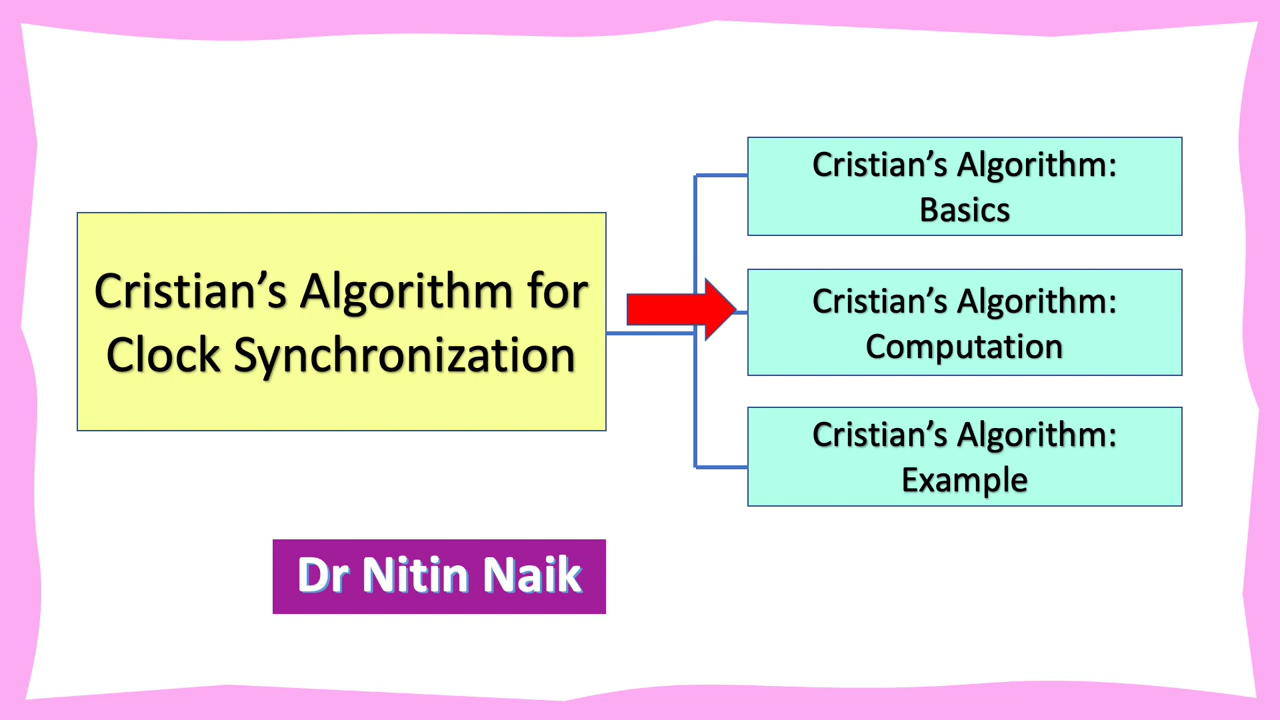 Cristian’s Algorithm for
Clock Synchronization
Cristian’s Algorithm:
Basics
Cristian’s Algorithm:
Computation
Cristian’s Algorithm:
Example
Dr Nitin Naik